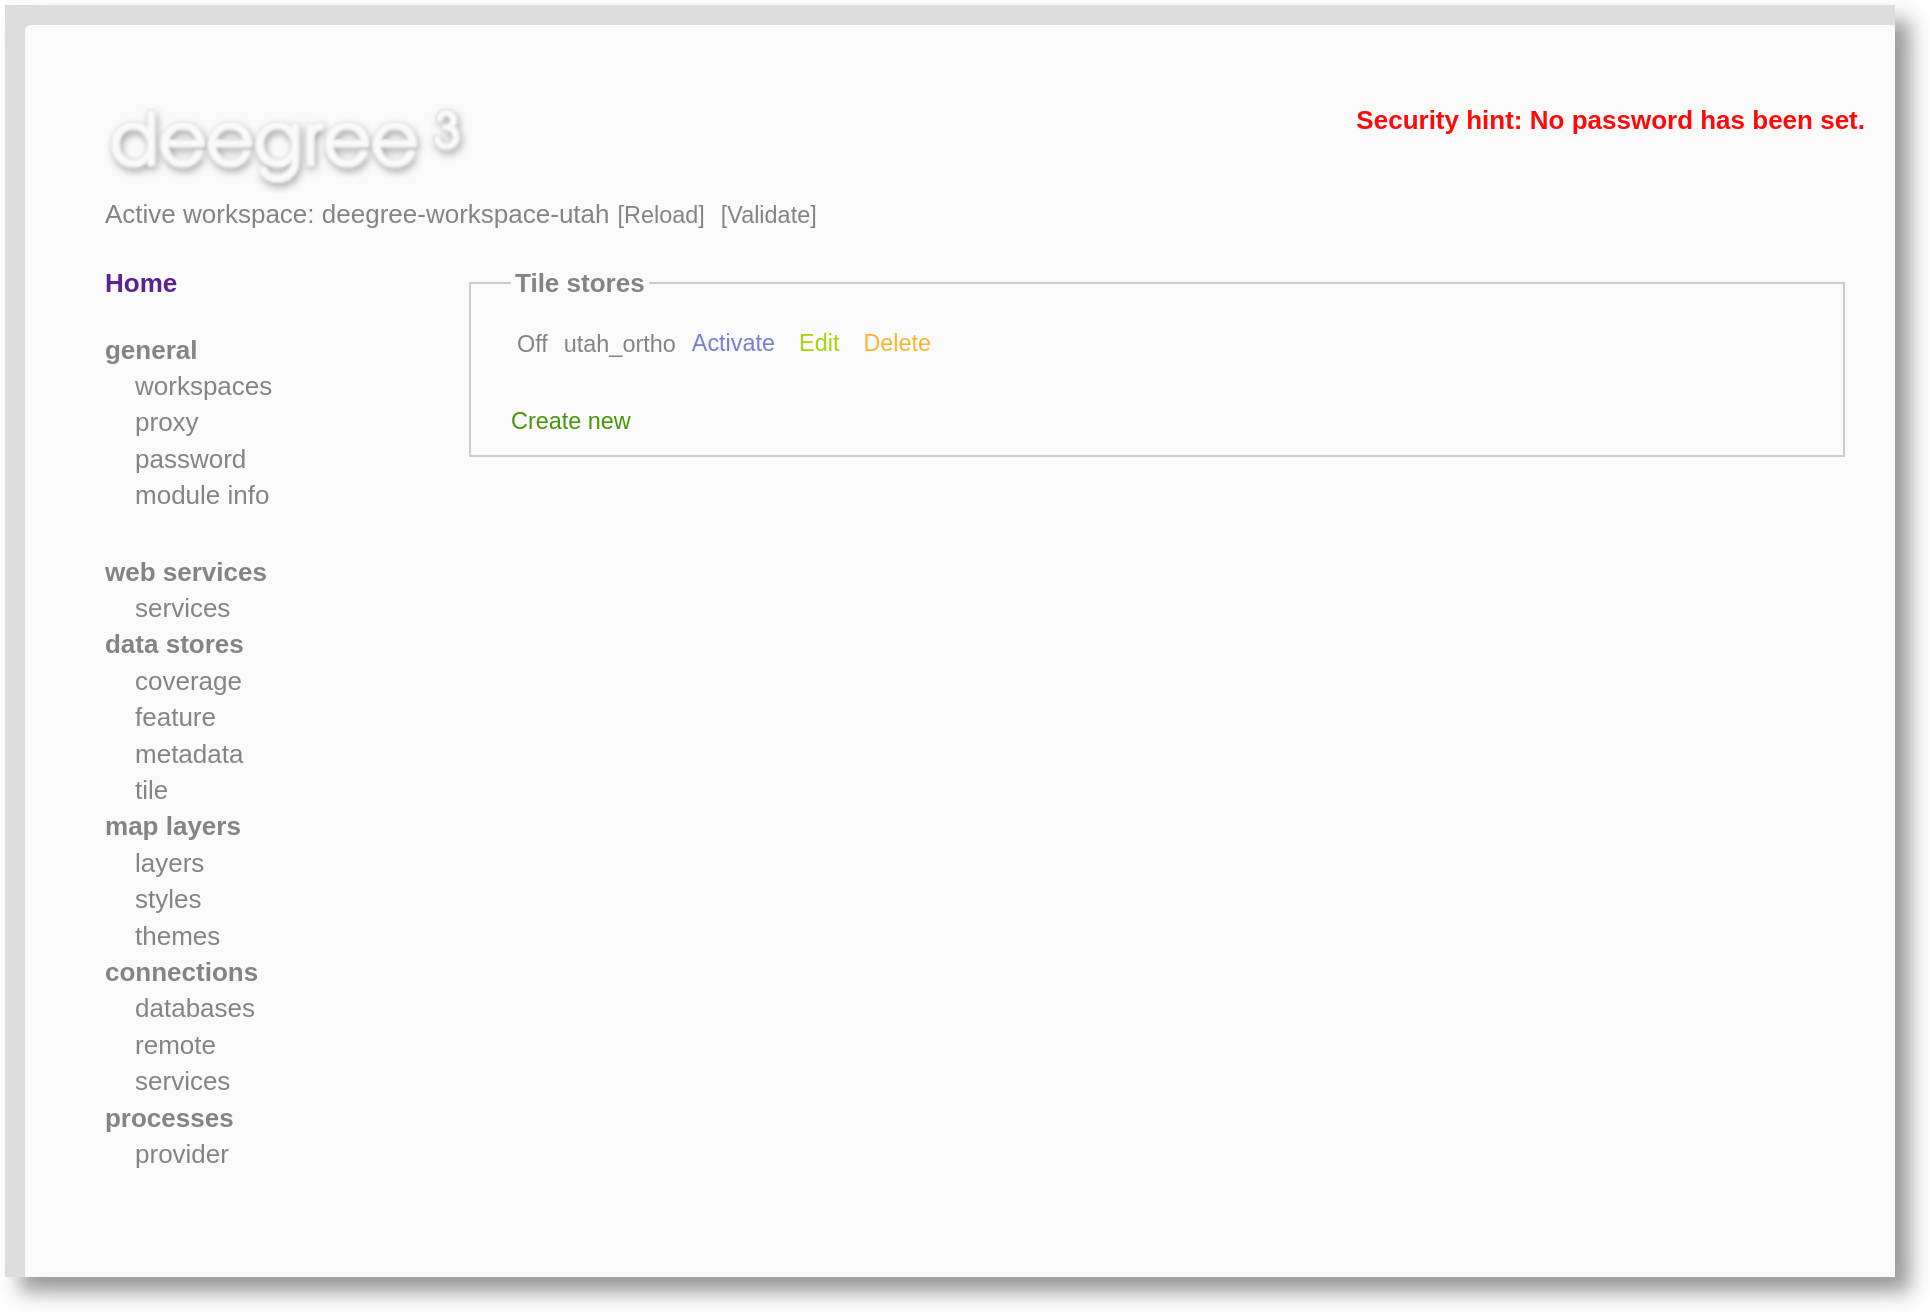 deegree 3
Security hint: No password has been set.
Active workspace: deegree-workspace-utah [Reload] [Validate]
Home
general
workspaces
proxy
password
module info
web services
services
data stores
coverage
feature
metadata
tile
map layers
layers
styles
themes
connections
databases
remote
services
processes
provider
Tile stores
Off utah_ortho Activate Edit Delete
Create new